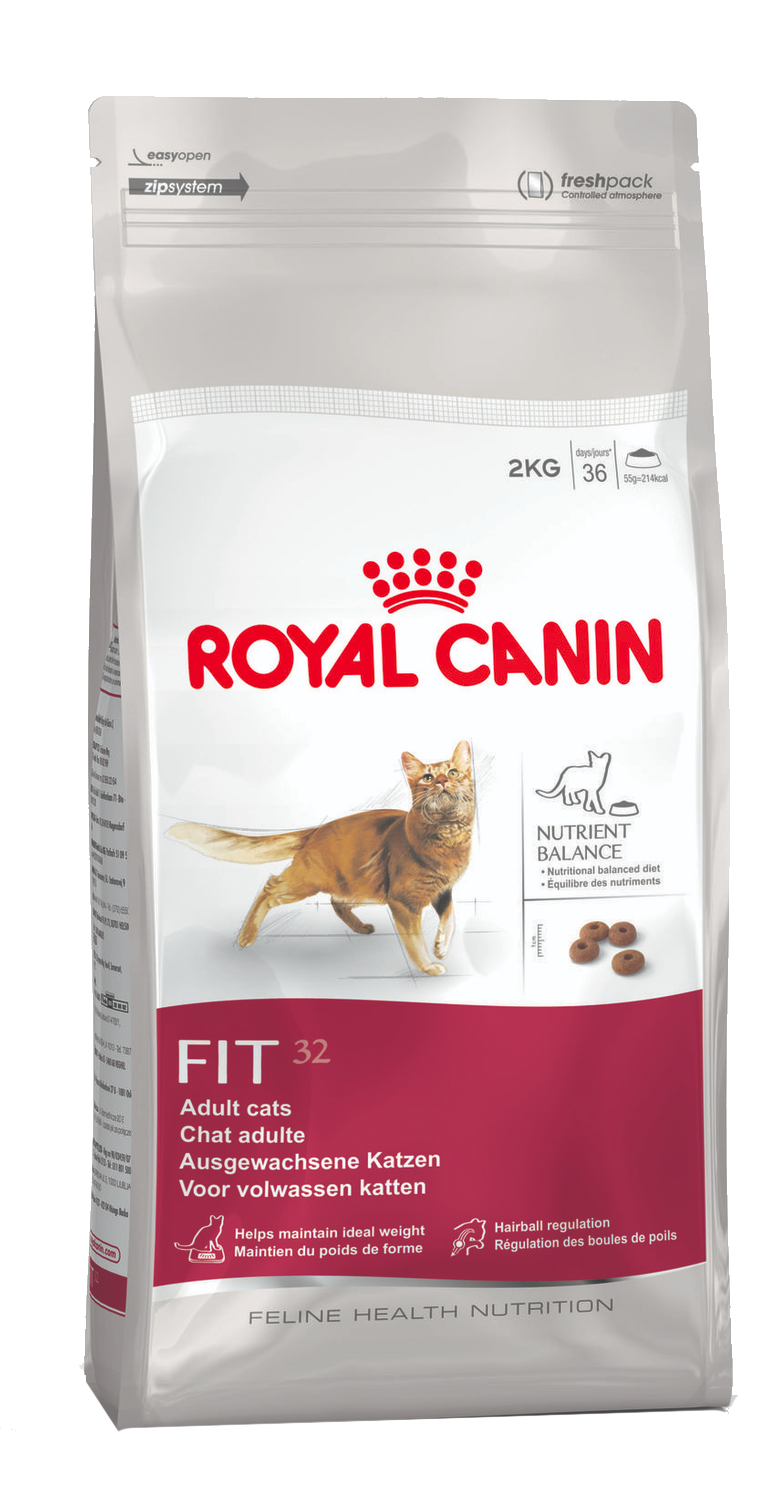 easyopen
zipsystem
freshpack
Controlled atmosphere
2KG
days/jours*
36
55g=214kcal
ROYAL CANIN
NUTRIENT
BALANCE
• Nutritional balanced diet
• Équilibre des nutriments
1cm
FIT 32
Adult cats
Chat adulte
Ausgewachsene Katzen
Voor volwassen katten
Helps maintain ideal weight
Maintien du poids de forme
Hairball regulation
Régulation des boules de poils
FELINE HEALTH NUTRITION